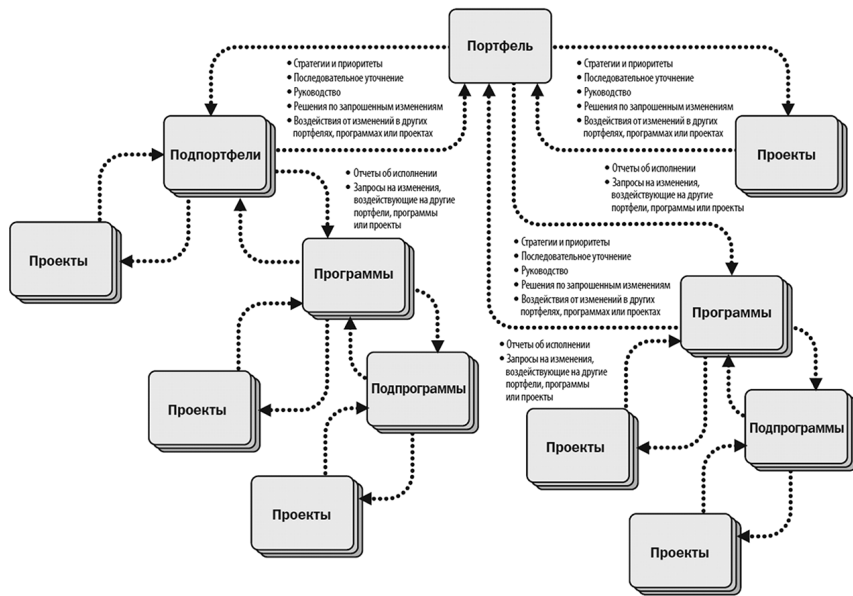 Портфель
• Стратегии и приоритеты
• Последовательное уточнение
• Руководство
• Решения по запрошенным изменениям
• Воздействия от изменений в других
портфелях, программах или проектах
• Стратегии и приоритеты
• Последовательное уточнение
• Руководство
• Решения по запрошенным изменениям
• Воздействия от изменений в других
портфелях, программах или проектах
Подпортфели
Проекты
• Отчеты об исполнении
• Запросы на изменения,
воздействующие на другие
портфели, программы
или проекты
• Отчеты об исполнении
• Запросы на изменения,
воздействующие на другие
портфели, программы или проекты
Проекты
Программы
• Стратегии и приоритеты
• Последовательное уточнение
• Руководство
• Решения по запрошенным изменениям
• Воздействия от изменений в других
портфелях, программах или проектах
Программы
• Отчеты об исполнении
• Запросы на изменения,
воздействующие на другие
портфели, программы
или проекты
Проекты
Подпрограммы
Проекты
Подпрограммы
Проекты
Проекты